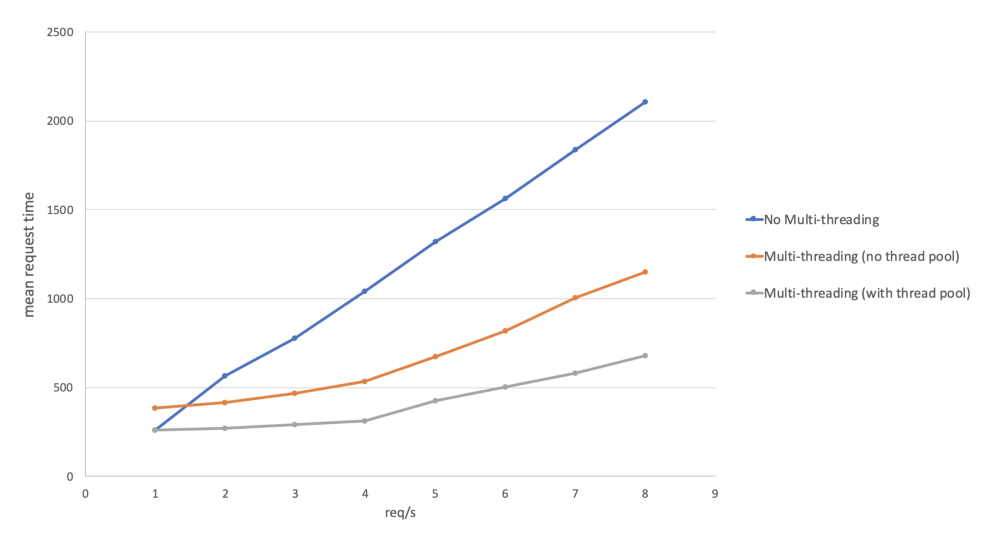 2500
2000
1500
1000
500
0
mean request time
0 1 2 3 4 5 6 7 8 9
req/s
No Multi-threading
Multi-threading (no thread pool)
Multi-threading (with thread pool)